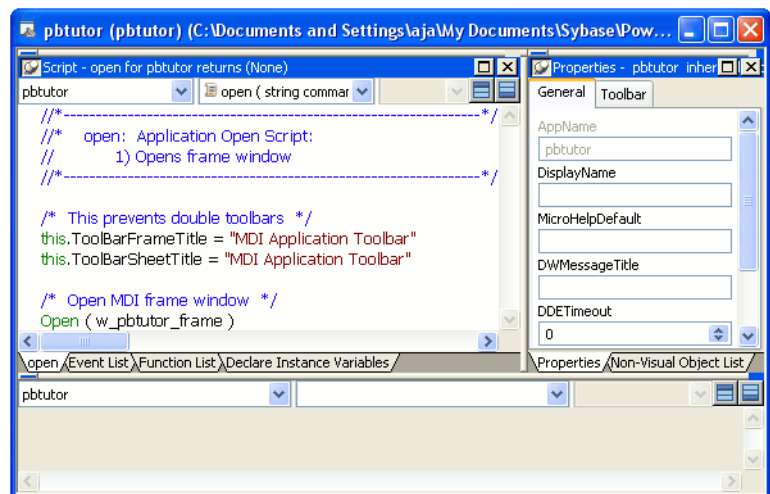 pbtutor (pbtutor) (C:\Documents and Settings\aja\My Documents\Sybase\Pow...
Script - open for pbtutor returns (None)
pbtutor
open ( string commar
//*---------------------------------------------------------------*/
//* open: Application Open Script:
// 1) Opens frame window
//*---------------------------------------------------------------*/
/* This prevents double toolbars */
this.ToolBarFrameTitle = "MDI Application Toolbar"
this.ToolBarSheetTitle = "MDI Application Toolbar"
/* Open MDI frame window */
Open ( w_pbtutor_frame )
open Event List Function List Declare Instance Variables
Properties - pbtutor inher
General Toolbar
AppName
pbtutor
DisplayName
MicroHelpDefault
DWMessageTitle
DDETimeout
0
Properties Non-Visual Object List
pbtutor